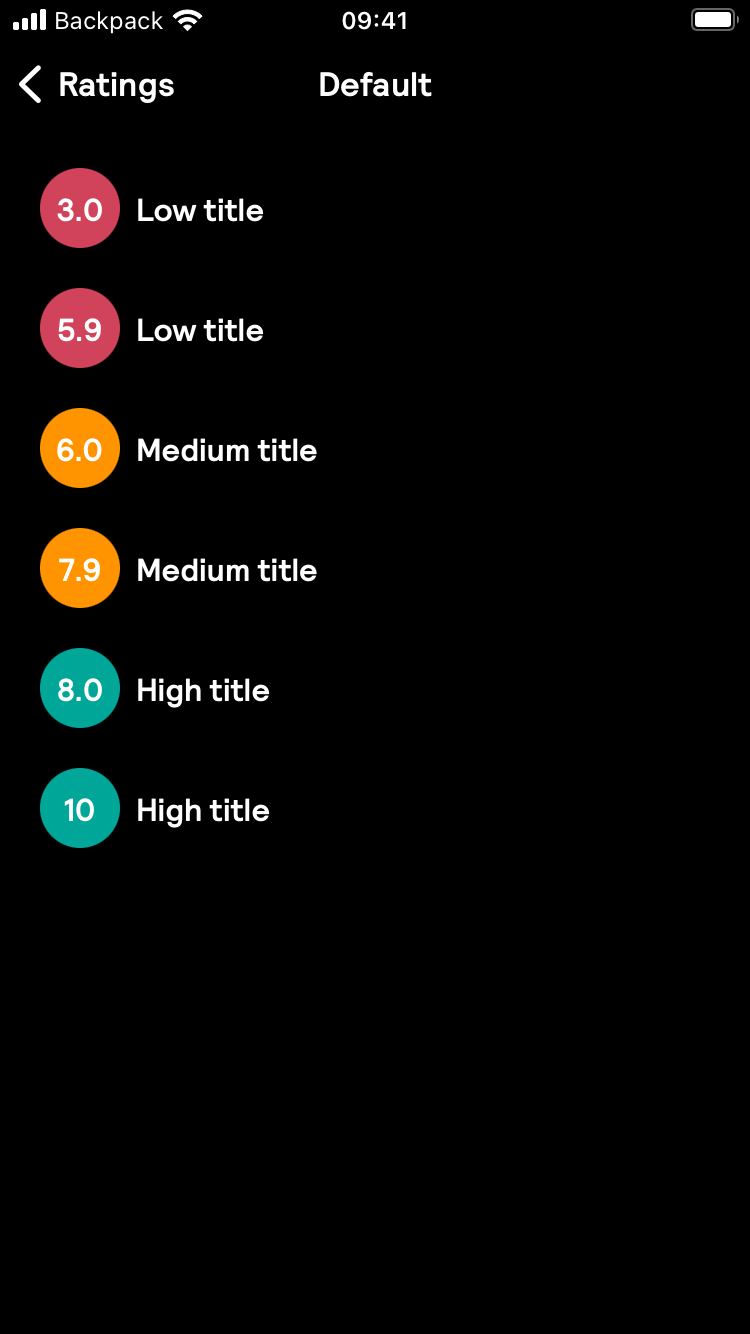 Backpack 09:41
Ratings Default
3.0 Low title
5.9 Low title
6.0 Medium title
7.9 Medium title
8.0 High title
10 High title